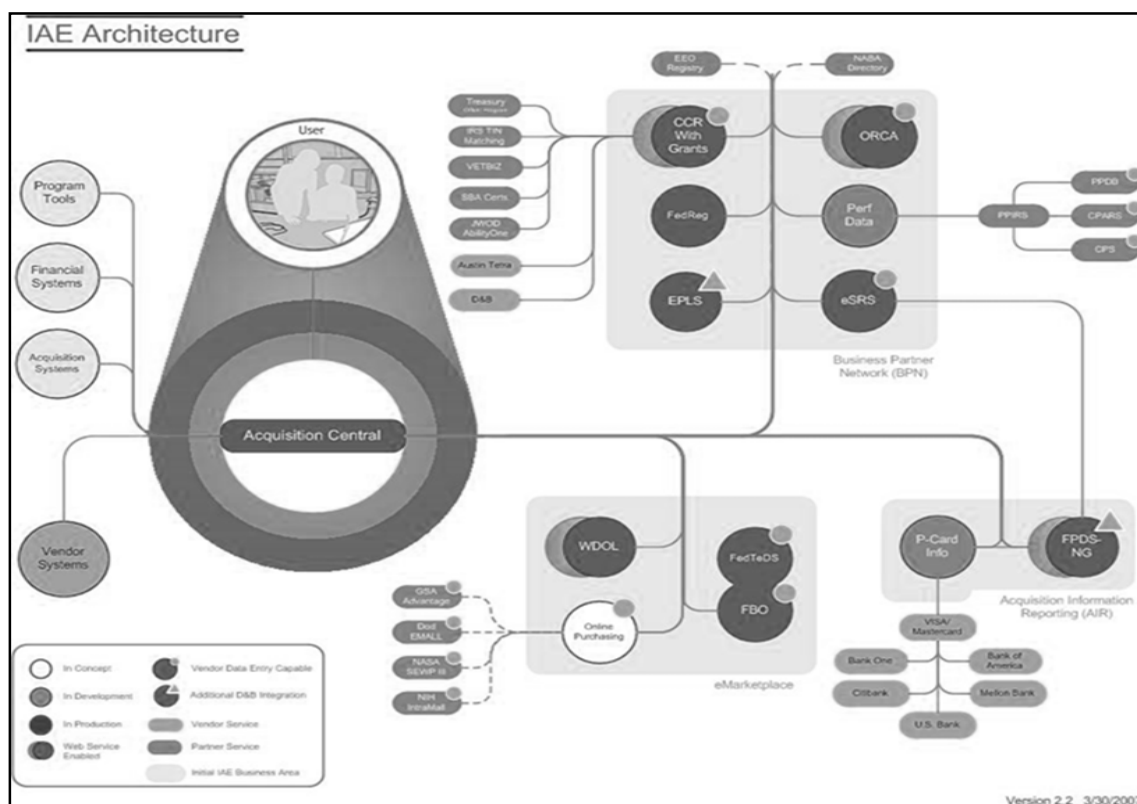 IAE Architecture
EEO
Registry
NABA
Directory
Treasury
IRS TIN
Matching
VETBIZ
SBA Certs.
JWOD
AbilityOne
Austin Tetra
D&B
CCR
With
Grants
ORCA
FedReg
Perf
Data
EPLS
eSRS
Business Partner
Network (BPN)
PPIRS
PPDB
CPARS
CPS
User
Program
Tools
Financial
Systems
Acquisition
Systems
Acquisition Central
Vendor
Systems
WDOL
FedTeDS
FBO
Online
Purchasing
eMarketplace
GSA
Advantage
Dod
EMALL
NASA
SEWP III
NIH
IntraMall
P-Card
Info
FPDS-
NG
Acquisition Information
Reporting (AIR)
VISA/
Mastercard
Bank One
Bank of
America
Citibank
Mellon Bank
U.S. Bank
In Concept
In Development
In Production
Web Service
Enabled
Vendor Data Entry Capable
Additional D&B Integration
Vendor Service
Partner Service
Initial IAE Business Area
Version 2.2 3/30/2007